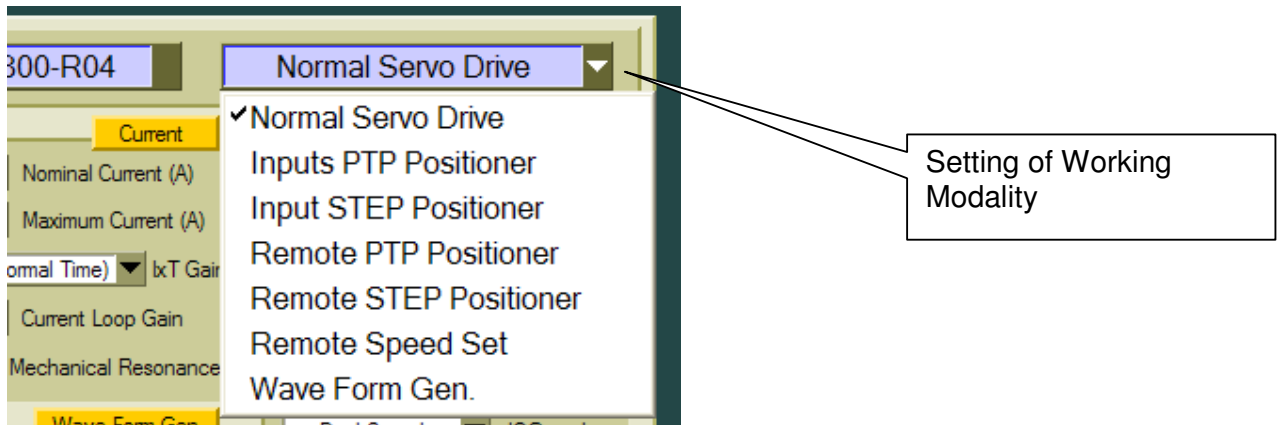 300-R04
Normal Servo Drive
Normal Servo Drive
Inputs PTP Positioner
Input STEP Positioner
Remote PTP Positioner
Remote STEP Positioner
Remote Speed Set
Wave Form Gen.
Current
Nominal Current (A)
Maximum Current (A)
ormal Time)
IxT Gain
Current Loop Gain
Mechanical Resonance
Wave Form Gen
Setting of Working
Modality